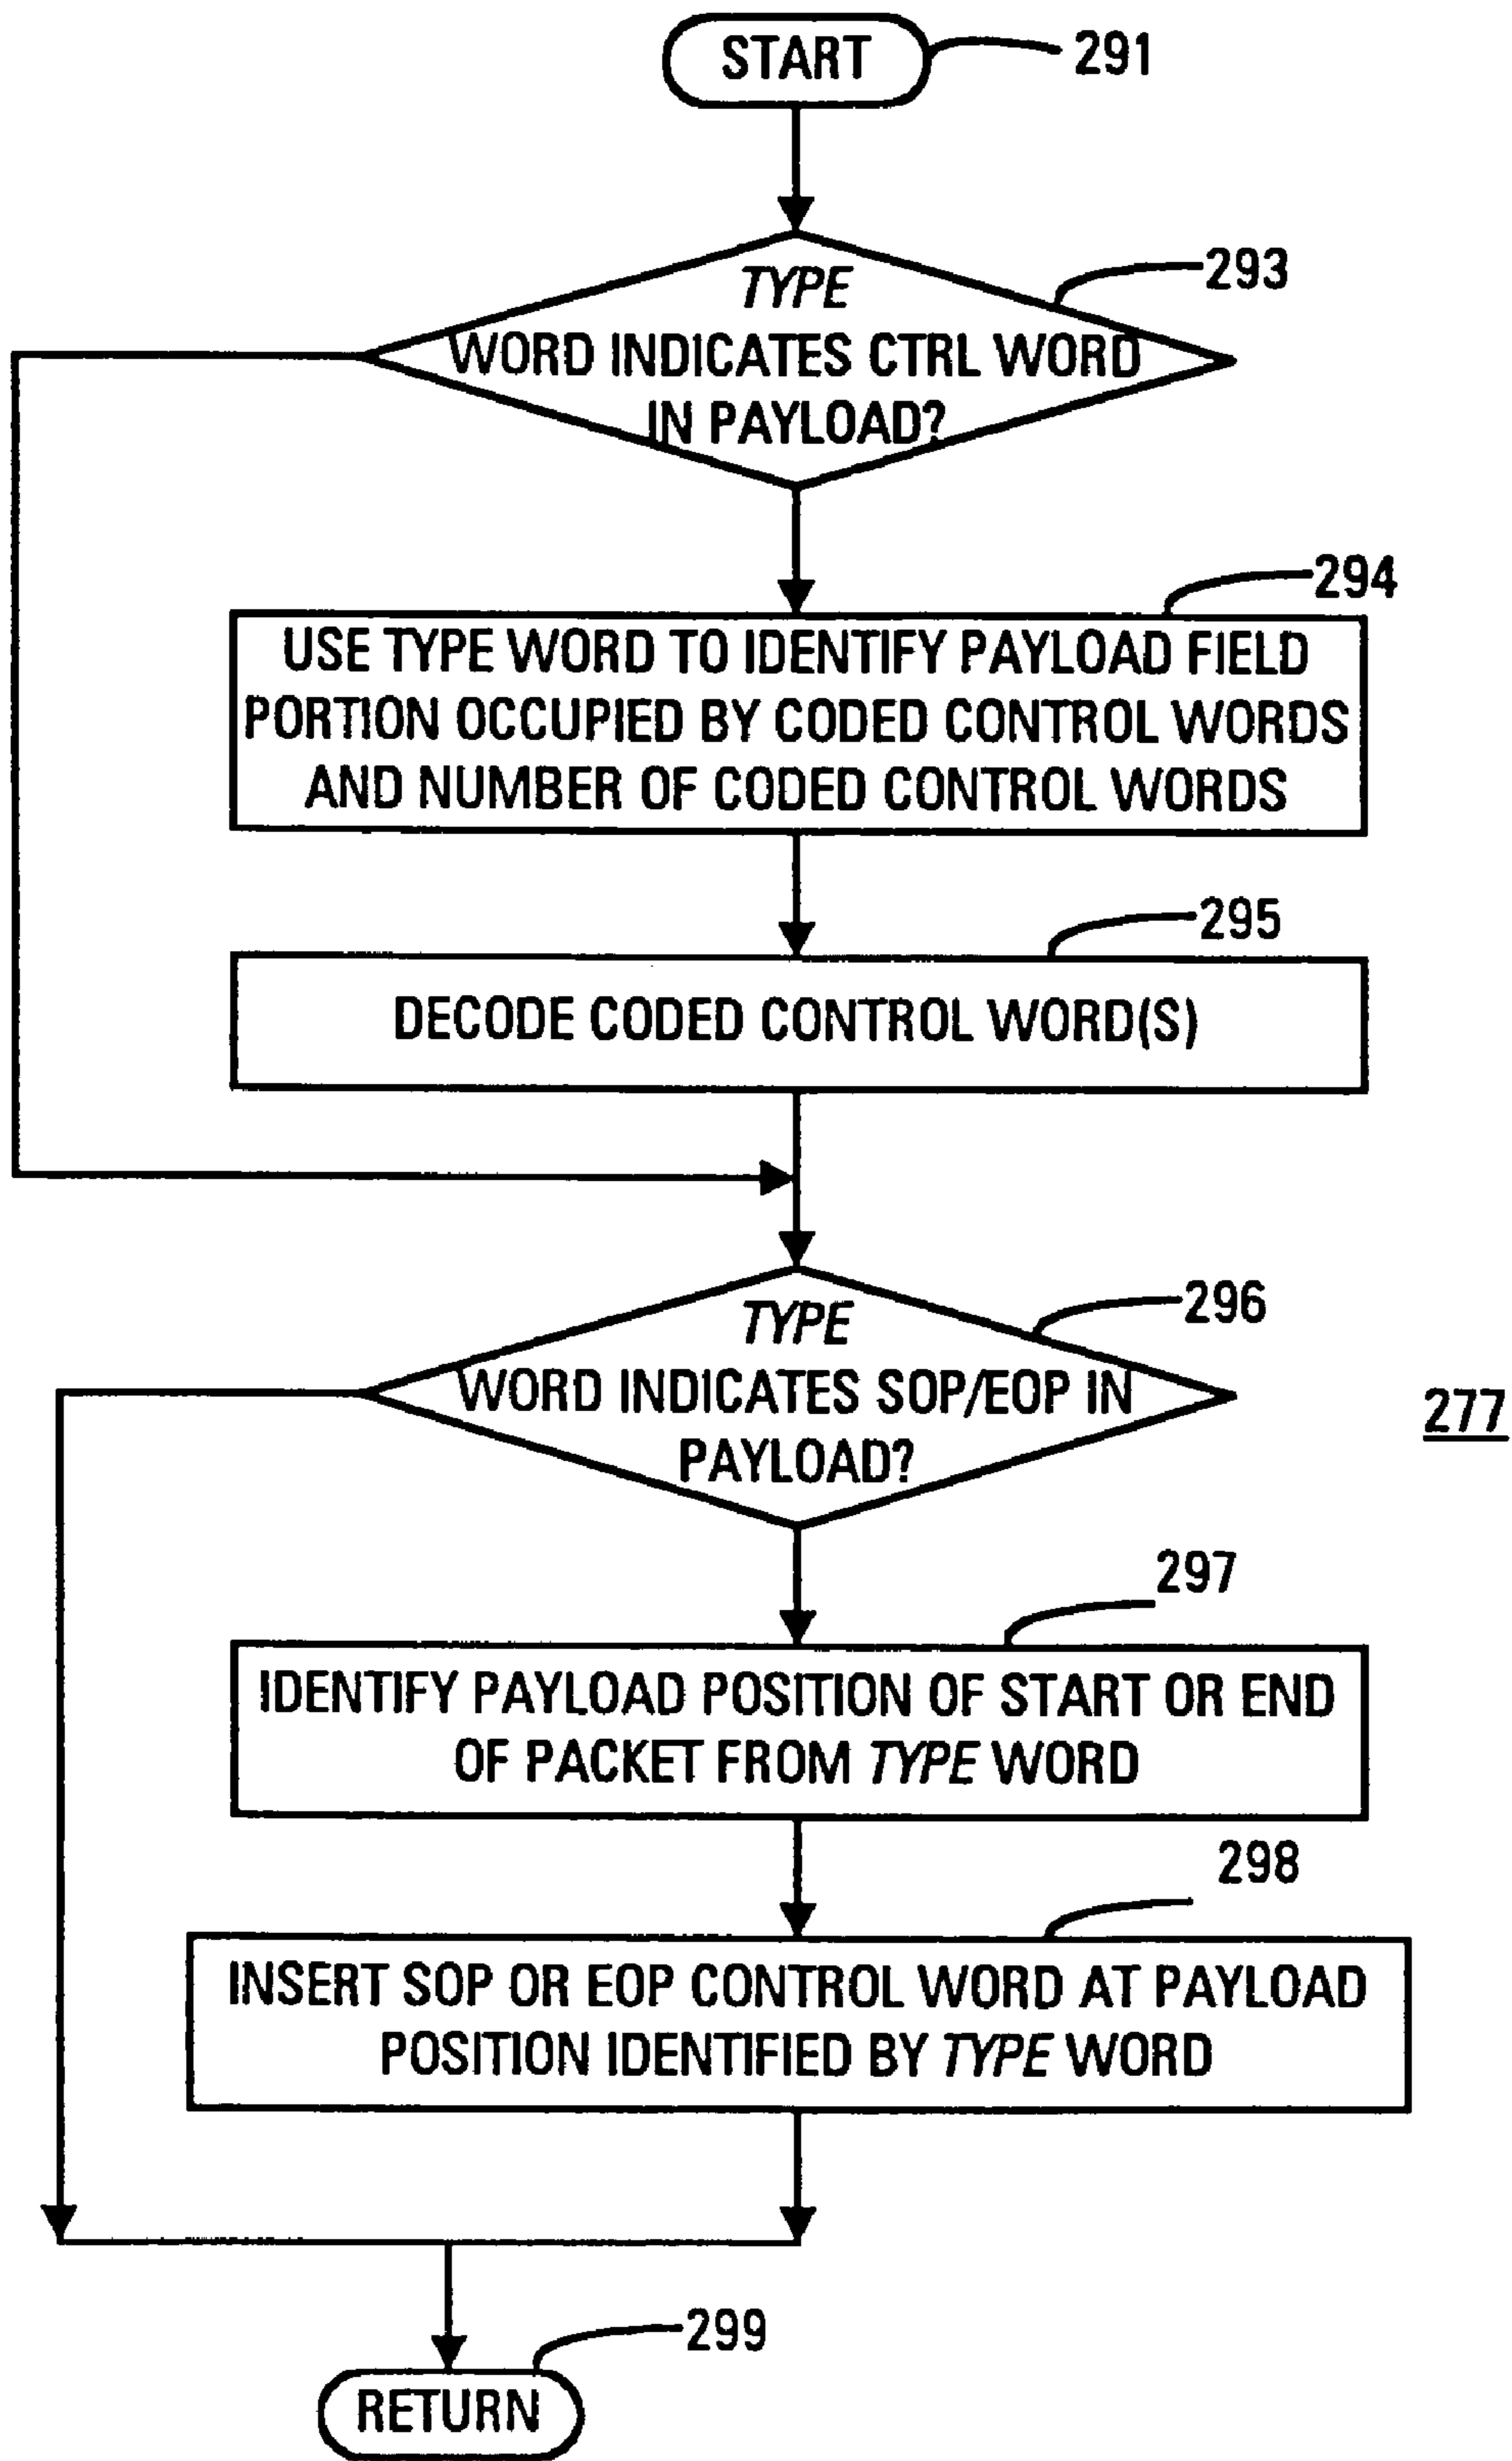 START
291
TYPE
WORD INDICATES CTRL WORD
IN PAYLOAD?
293
294
USE TYPE WORD TO IDENTIFY PAYLOAD FIELD
PORTION OCCUPIED BY CODED CONTROL WORDS
AND NUMBER OF CODED CONTROL WORDS
295
DECODE CODED CONTROL WORD(S)
296
TYPE
WORD INDICATES SOP/EOP IN
PAYLOAD?
277
297
IDENTIFY PAYLOAD POSITION OF START OR END
OF PACKET FROM TYPE WORD
298
INSERT SOP OR EOP CONTROL WORD AT PAYLOAD
POSITION IDENTIFIED BY TYPE WORD
299
RETURN